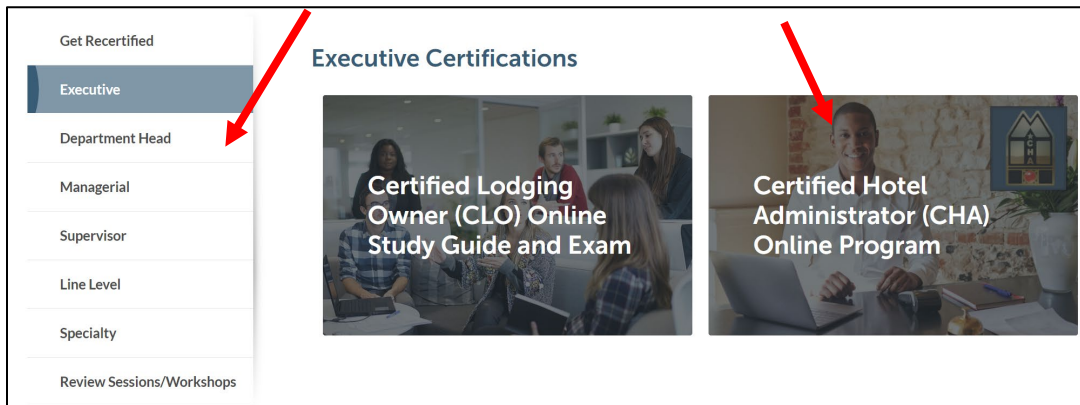 Get Recertified
Executive
Department Head
Managerial
Supervisor
Line Level
Specialty
Review Sessions/Workshops
Executive Certifications
Certified Lodging
Owner (CLO) Online
Study Guide and Exam
Certified Hotel
Administrator (CHA)
Online Program
CHA